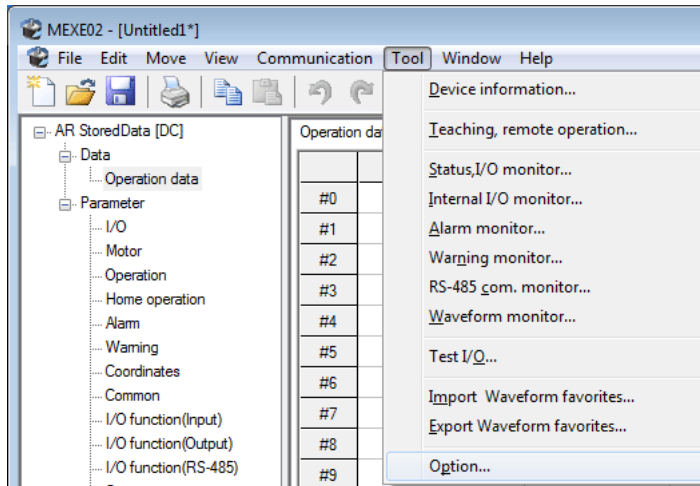 MEXE02 - [Untitled1*]
File Edit Move View Communication Tool Window Help
AR StoredData [DC]
Data
Operation data
Parameter
I/O
Motor
Operation
Home operation
Alarm
Warning
Coordinates
Common
I/O function(Input)
I/O function(Output)
I/O function(RS-485)
Operation da
#0
#1
#2
#3
#4
#5
#6
#7
#8
#9
Device information...
Teaching, remote operation...
Status,I/O monitor...
Internal I/O monitor...
Alarm monitor...
Warning monitor...
RS-485 com. monitor...
Waveform monitor...
Test I/O...
Import Waveform favorites...
Export Waveform favorites...
Option...